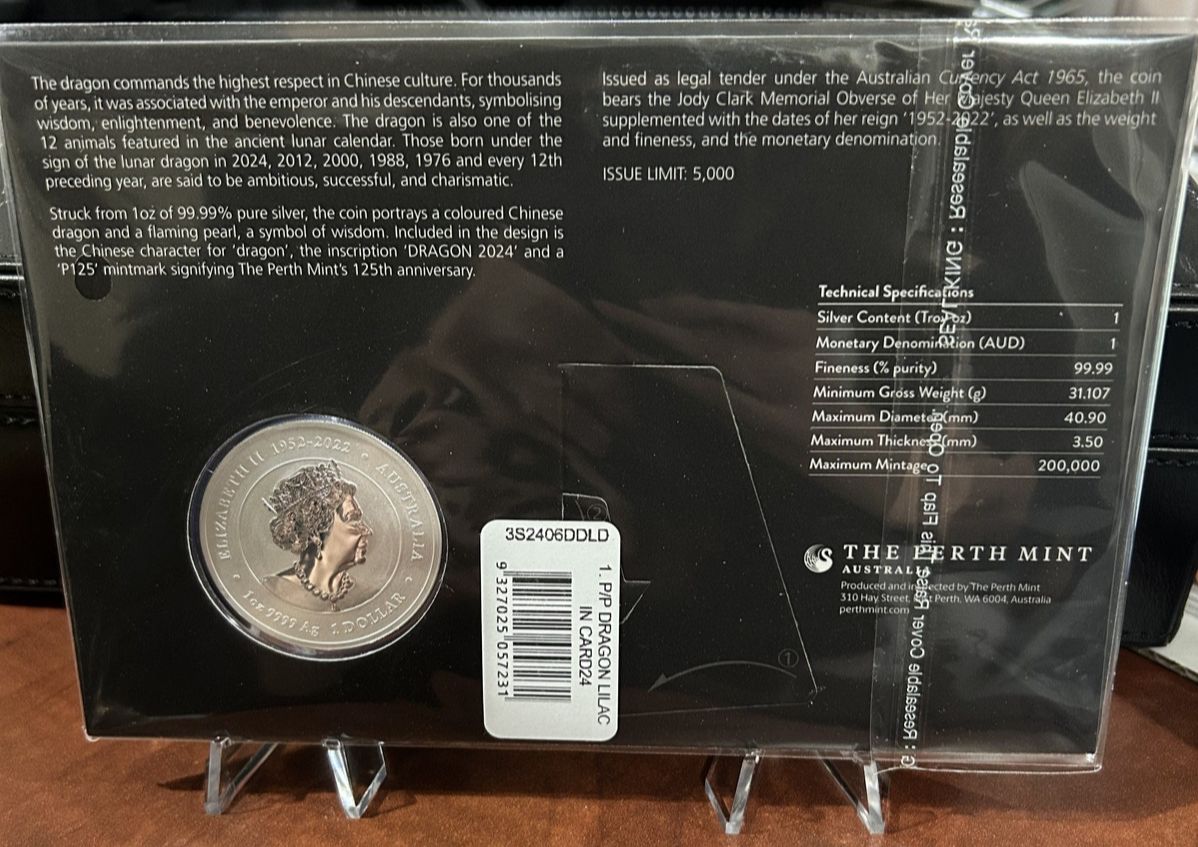 The dragon commands the highest respect in Chinese culture. For thousands
of years, it was associated with the emperor and his descendants, symbolising
wisdom, enlightenment, and benevolence. The dragon is also one of the
12 animals featured in the ancient lunar calendar. Those born under the
sign of the lunar dragon in 2024, 2012, 2000, 1988, 1976 and every 12th
preceding year, are said to be ambitious, successful, and charismatic.
Struck from 1oz of 99.99% pure silver, the coin portrays a coloured Chinese
dragon and a flaming pearl, a symbol of wisdom. Included in the design is
the Chinese character for ‘dragon’, the inscription ‘DRAGON 2024’ and a
‘P125’ mintmark signifying The Perth Mint's 125th anniversary.
Issued as legal tender under the Australian Currency Act 1965, the coin
bears the Jody Clark Memorial Obverse of Her Majesty Queen Elizabeth II
supplemented with the dates of her reign ‘1952-2022’, as well as the weight
and fineness, and the monetary denomination.
ISSUE LIMIT: 5,000
Technical Specifications
Silver Content (Troy oz) 1
Monetary Denomination (AUD) 1
Fineness (% purity) 99.99
Minimum Gross Weight (g) 31.107
Maximum Diameter (mm) 40.90
Maximum Thickness (mm) 3.50
Maximum Mintage 200,000
THE PERTH MINT
AUSTRALIA
Produced and inspected by The Perth Mint
310 Hay Street, East Perth, WA 6004, Australia
perthmint.com
ELIZABETH II 1952-2022 • AUSTRALIA
1oz 9999 Ag 1 DOLLAR
3S2406DDLD
1. P/P DRAGON LILAC
IN CARD24
9 327025 057231
2
1
SEAL KING : Resealable Cover
G : Resealable Cover Raise This Flap To Open.